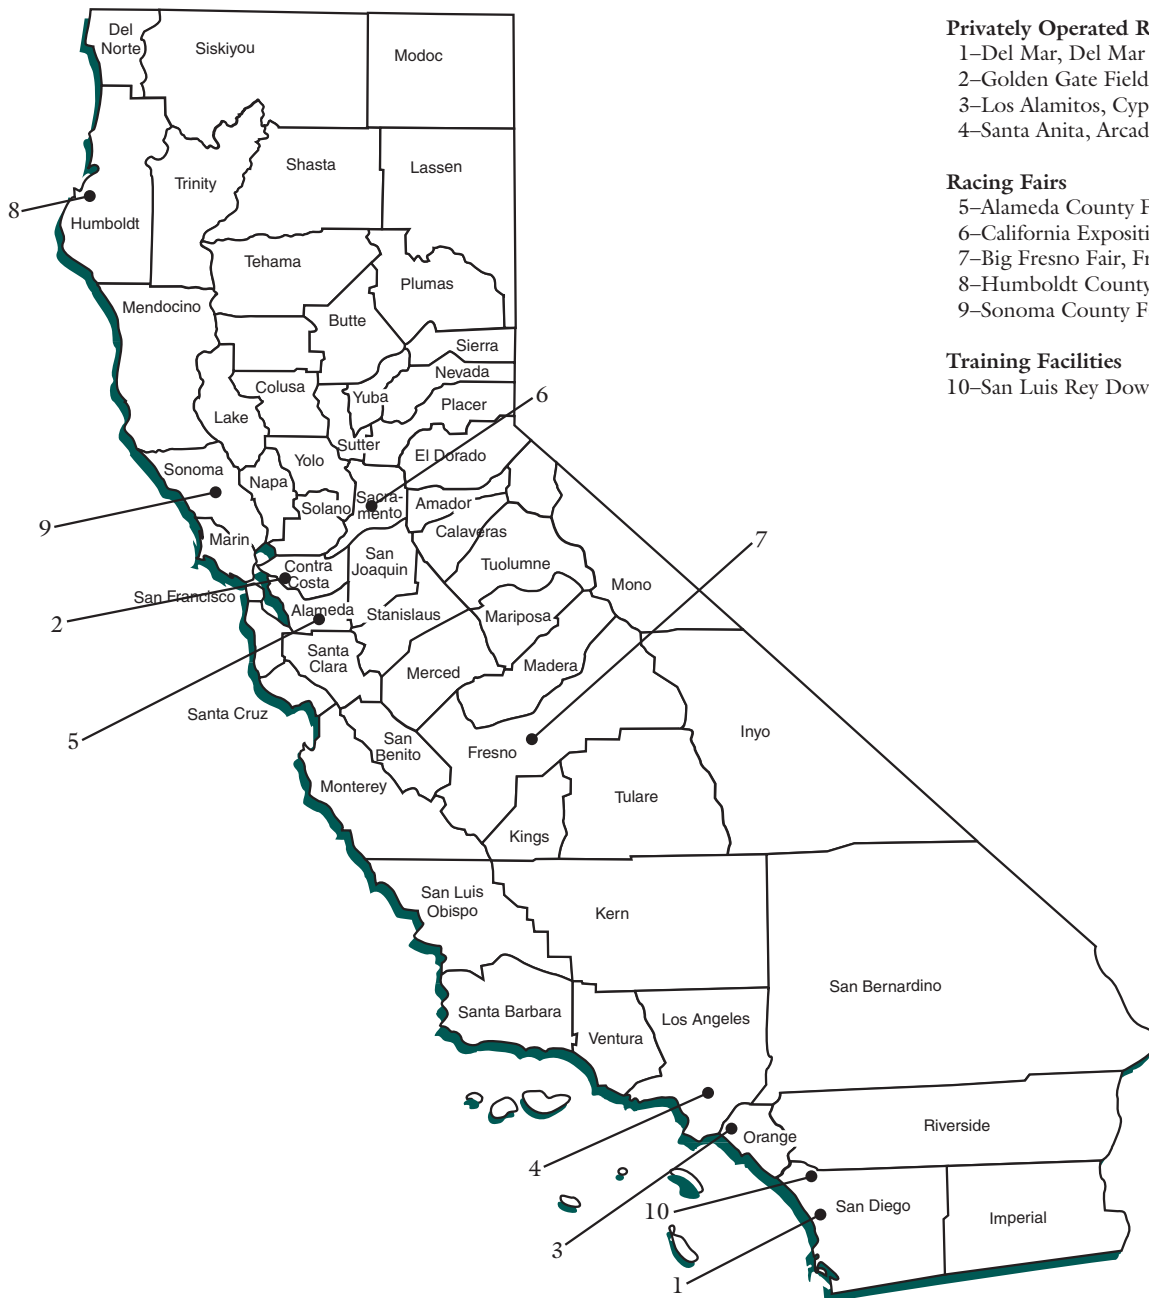 Del
Norte
Siskiyou
Modoc
Shasta
Lassen
Trinity
8
Humboldt
Tehama
Plumas
Mendocino
Butte
Sierra
Nevada
Colusa
Yuba
Placer
6
Lake
Sutter
El Dorado
Yolo
Sonoma
Napa
Sacra-
mento
Solano
Amador
9
Calaveras
Marin
San
Joaquin
Contra
Costa
Tuolumne
7
Mono
San Francisco
Alameda
Stanislaus
Mariposa
2
Santa
Clara
Merced
Madera
Santa Cruz
5
San
Benito
Fresno
Inyo
Monterey
Tulare
Kings
San Luis
Obispo
Kern
San Bernardino
Santa Barbara
Los Angeles
Ventura
Riverside
Orange
4
10
San Diego
Imperial
3
1
Privately Operated R
1–Del Mar, Del Mar
2–Golden Gate Field
3–Los Alamitos, Cyp
4–Santa Anita, Arcad
Racing Fairs
5–Alameda County F
6–California Expositi
7–Big Fresno Fair, Fr
8–Humboldt County
9–Sonoma County F
Training Facilities
10–San Luis Rey Dow